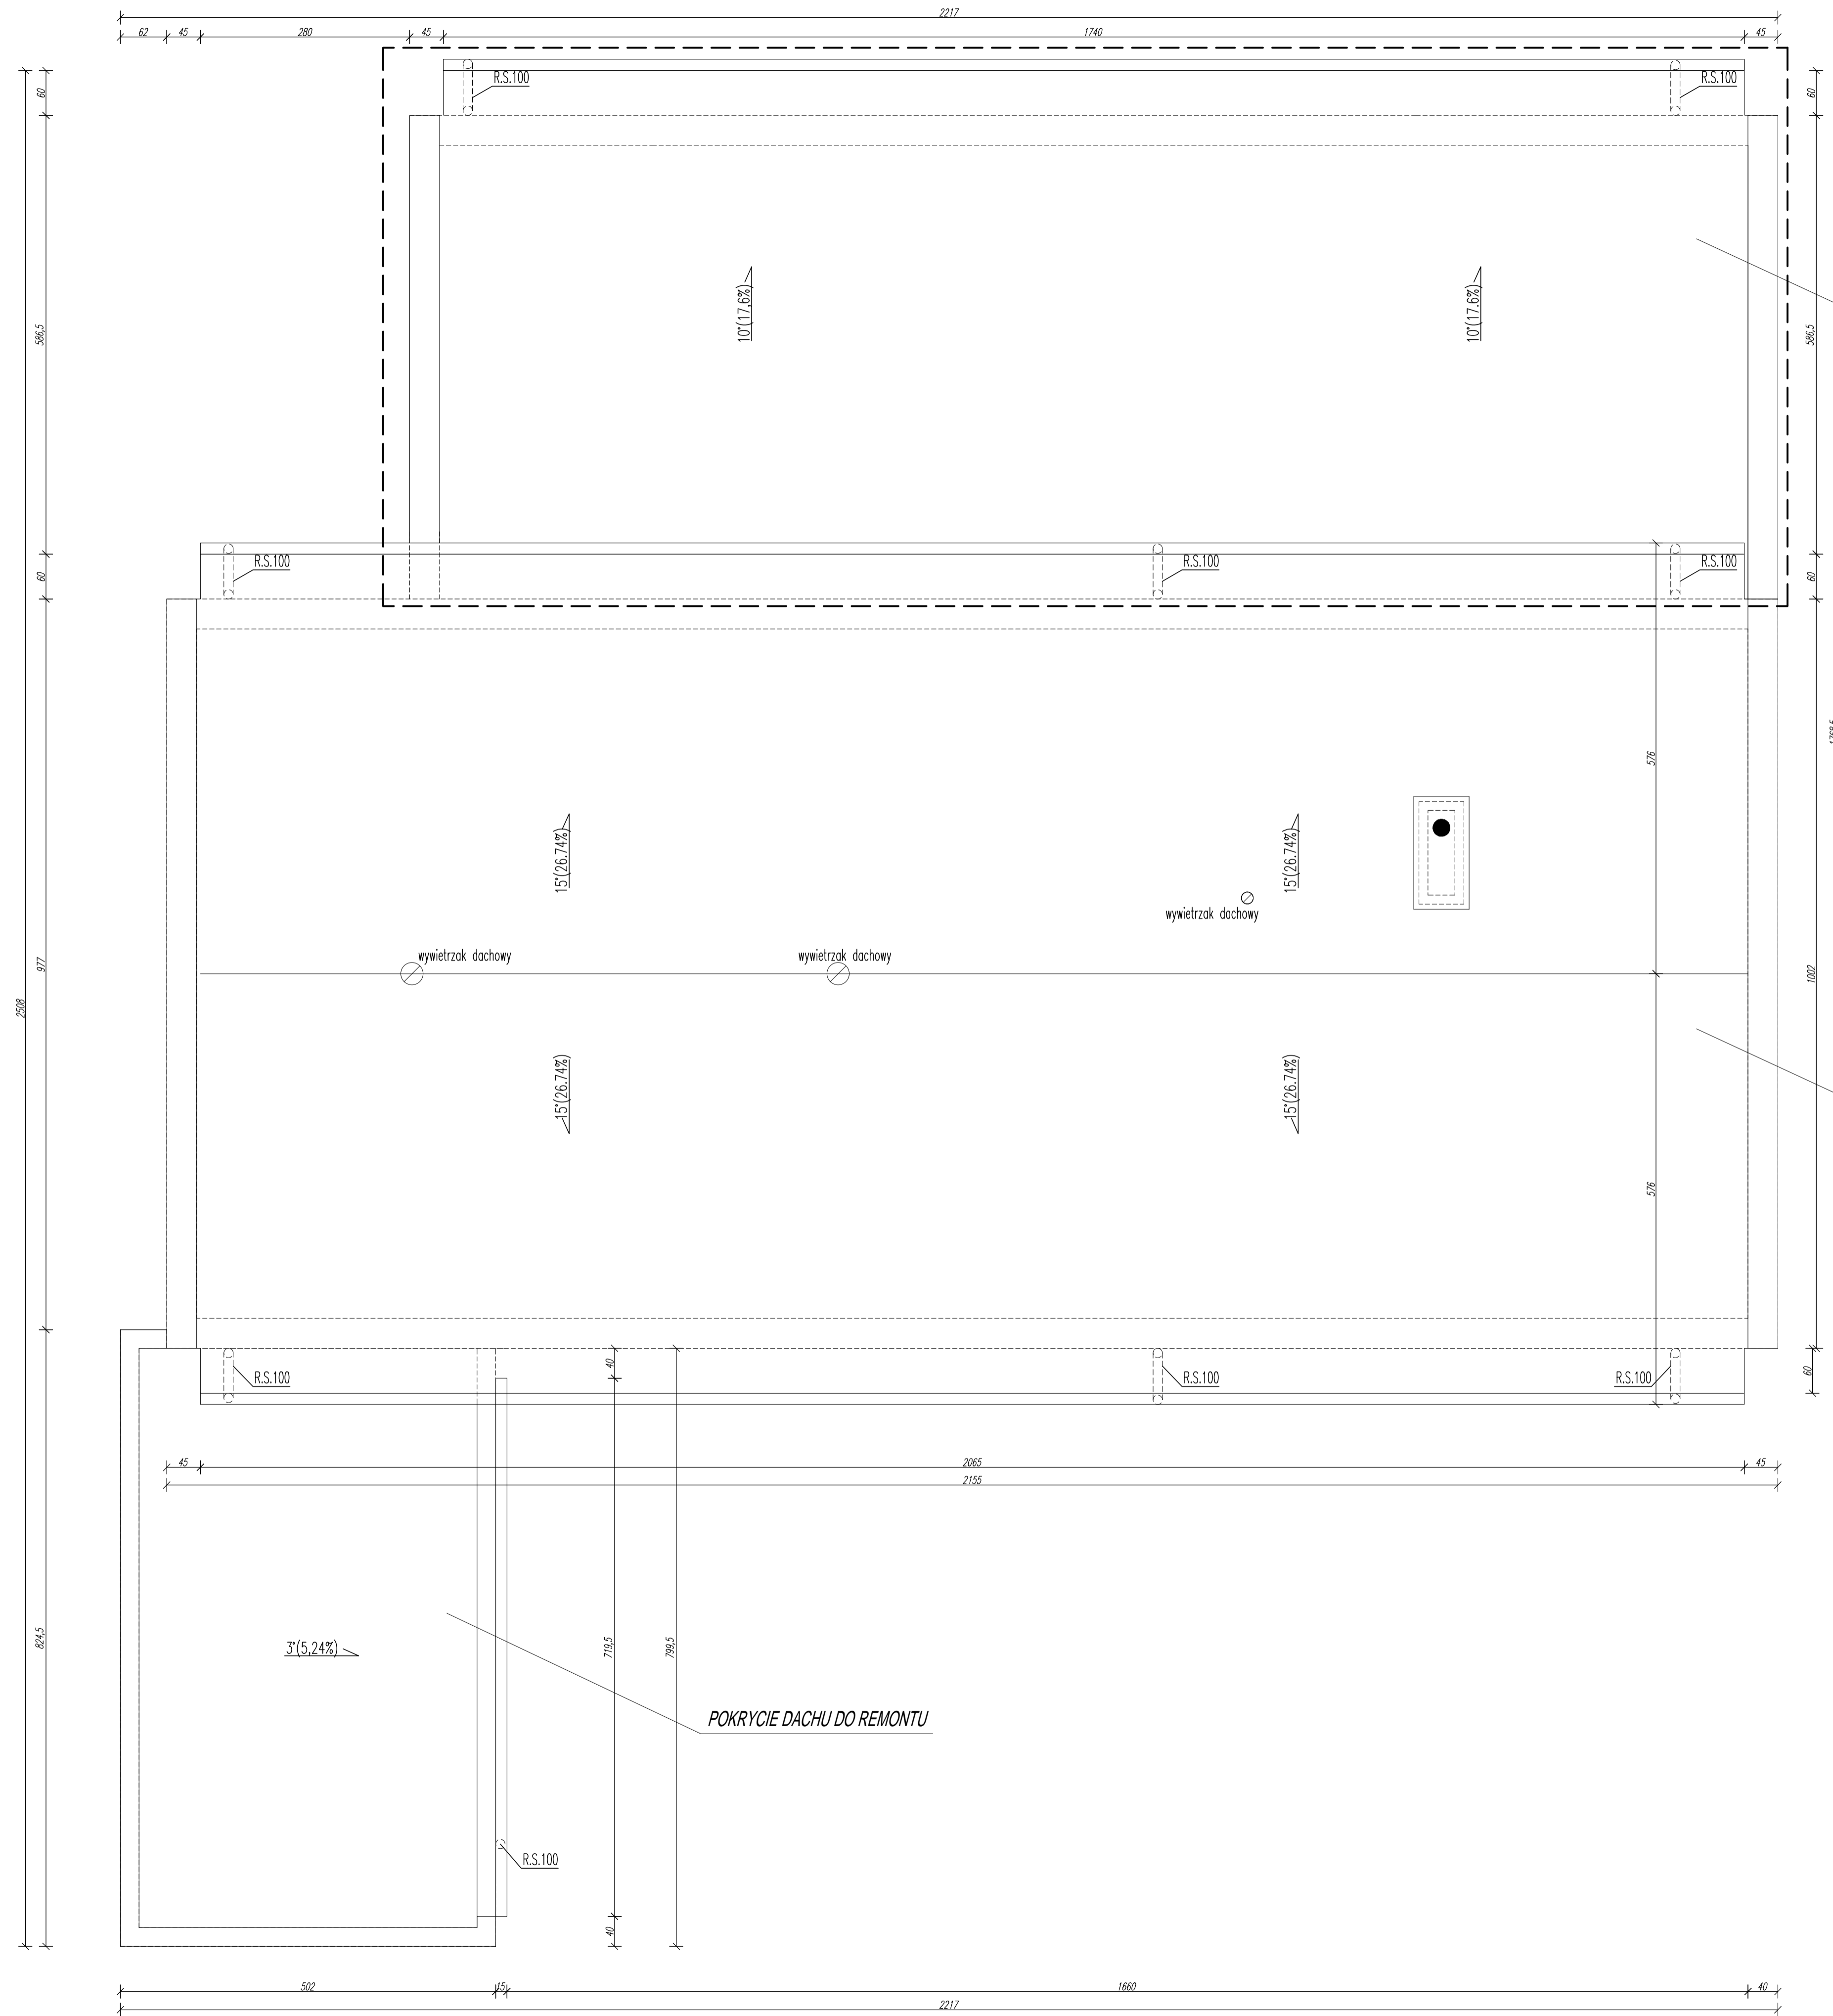 2217
62 45 280 45 1740 45
R.S.100 R.S.100
60 60
10°(17,6%) 10°(17.6%)
586,5 586,5
R.S.100 R.S.100 R.S.100
60 60
576
15°(26.74%) 15°(26.74%)
wywietrzak dachowy
wywietrzak dachowy wywietrzak dachowy
977 1002
2508
15°(26.74%) 15°(26.74%)
576
40 60
R.S.100 R.S.100 R.S.100
45 2065 45
2155
824,5 719,5 799,5
3°(5,24%)
POKRYCIE DACHU DO REMONTU
R.S.100
40
502 15 1660 40
2217